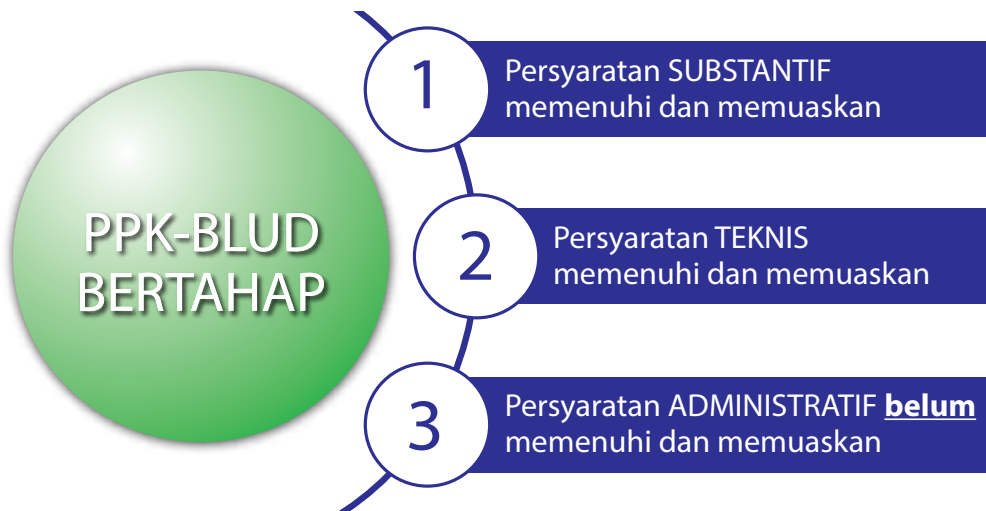 PPK-BLUD
BERTAHAP
1
Persyaratan SUBSTANTIF
memenuhi dan memuaskan
2
Persyaratan TEKNIS
memenuhi dan memuaskan
3
Persyaratan ADMINISTRATIF belum
memenuhi dan memuaskan